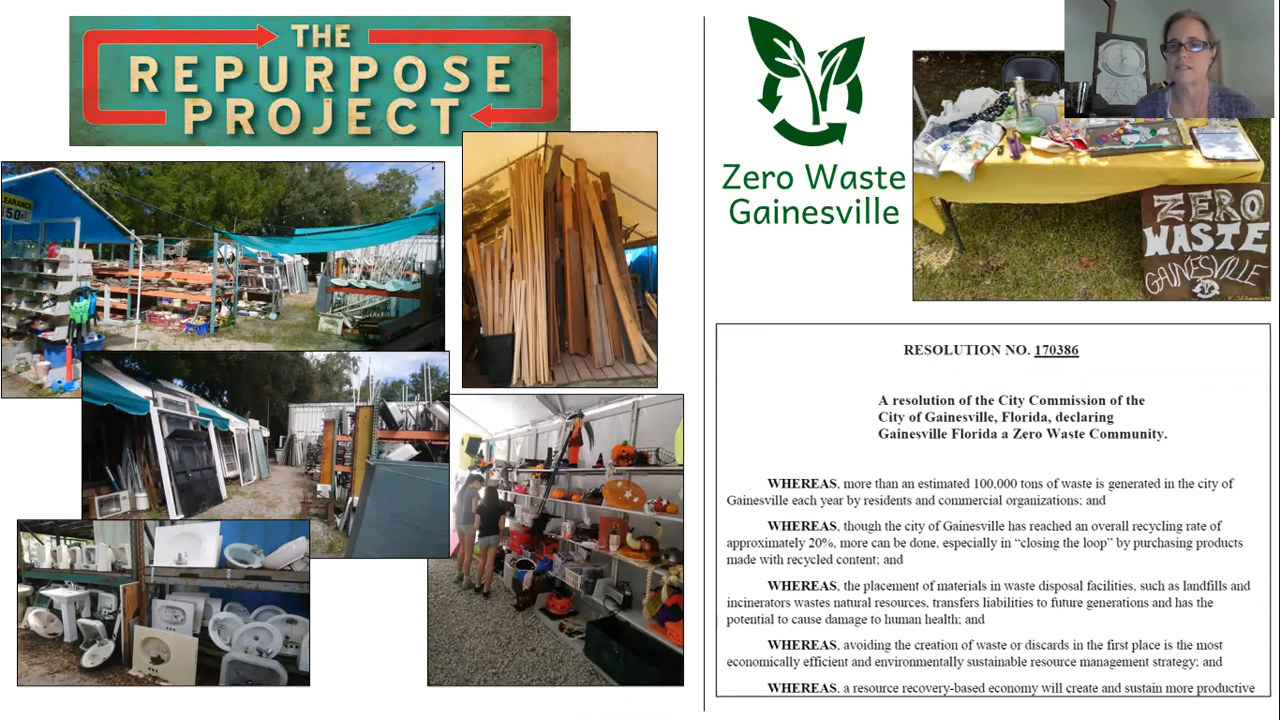 THE
REPURPOSE
PROJECT
CLEARANCE
50%
Zero Waste
Gainesville
ZERO
WASTE
GAINESVILLE
RESOLUTION NO. 170386
A resolution of the City Commission of the
City of Gainesville, Florida, declaring
Gainesville Florida a Zero Waste Community.
WHEREAS, more than an estimated 100,000 tons of waste is generated in the city of
Gainesville each year by residents and commercial organizations; and
WHEREAS, though the city of Gainesville has reached an overall recycling rate of
approximately 20%, more can be done, especially in “closing the loop” by purchasing products
made with recycled content; and
WHEREAS, the placement of materials in waste disposal facilities, such as landfills and
incinerators wastes natural resources, transfers liabilities to future generations and has the
potential to cause damage to human health; and
WHEREAS, avoiding the creation of waste or discards in the first place is the most
economically efficient and environmentally sustainable resource management strategy; and
WHEREAS, a resource recovery-based economy will create and sustain more productive